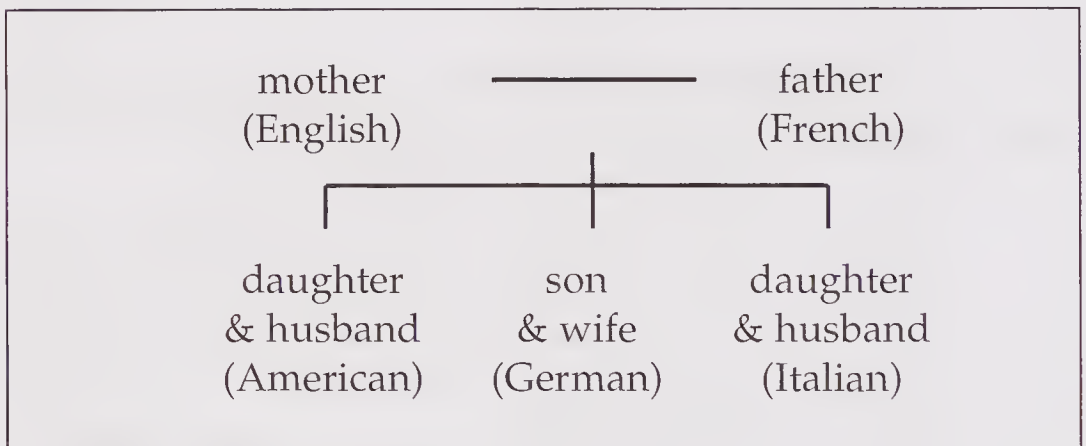 mother father
(English) (French)
daughter son daughter
& husband & wife & husband
(American) (German) (Italian)